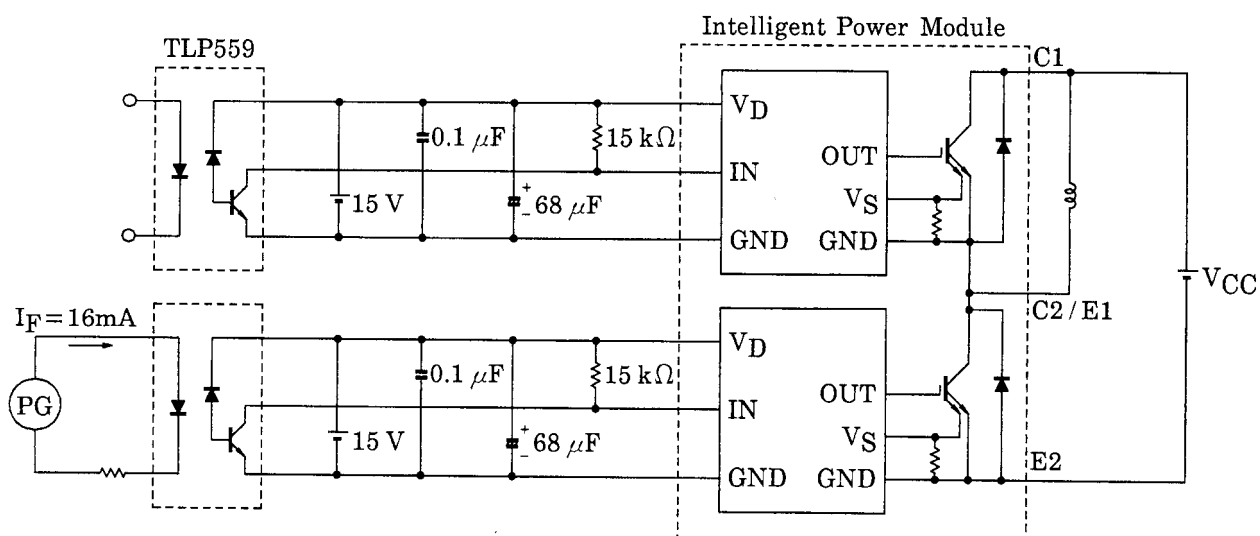 Intelligent Power Module
TLP559
C1
VD
0.1 μF
15 kΩ
OUT
IN
VS
15 V
+
-
68 μF
GND
GND
VCC
C2/E1
IF=16mA
VD
0.1 μF
15 kΩ
OUT
PG
IN
VS
15 V
+
-
68 μF
E2
GND
GND